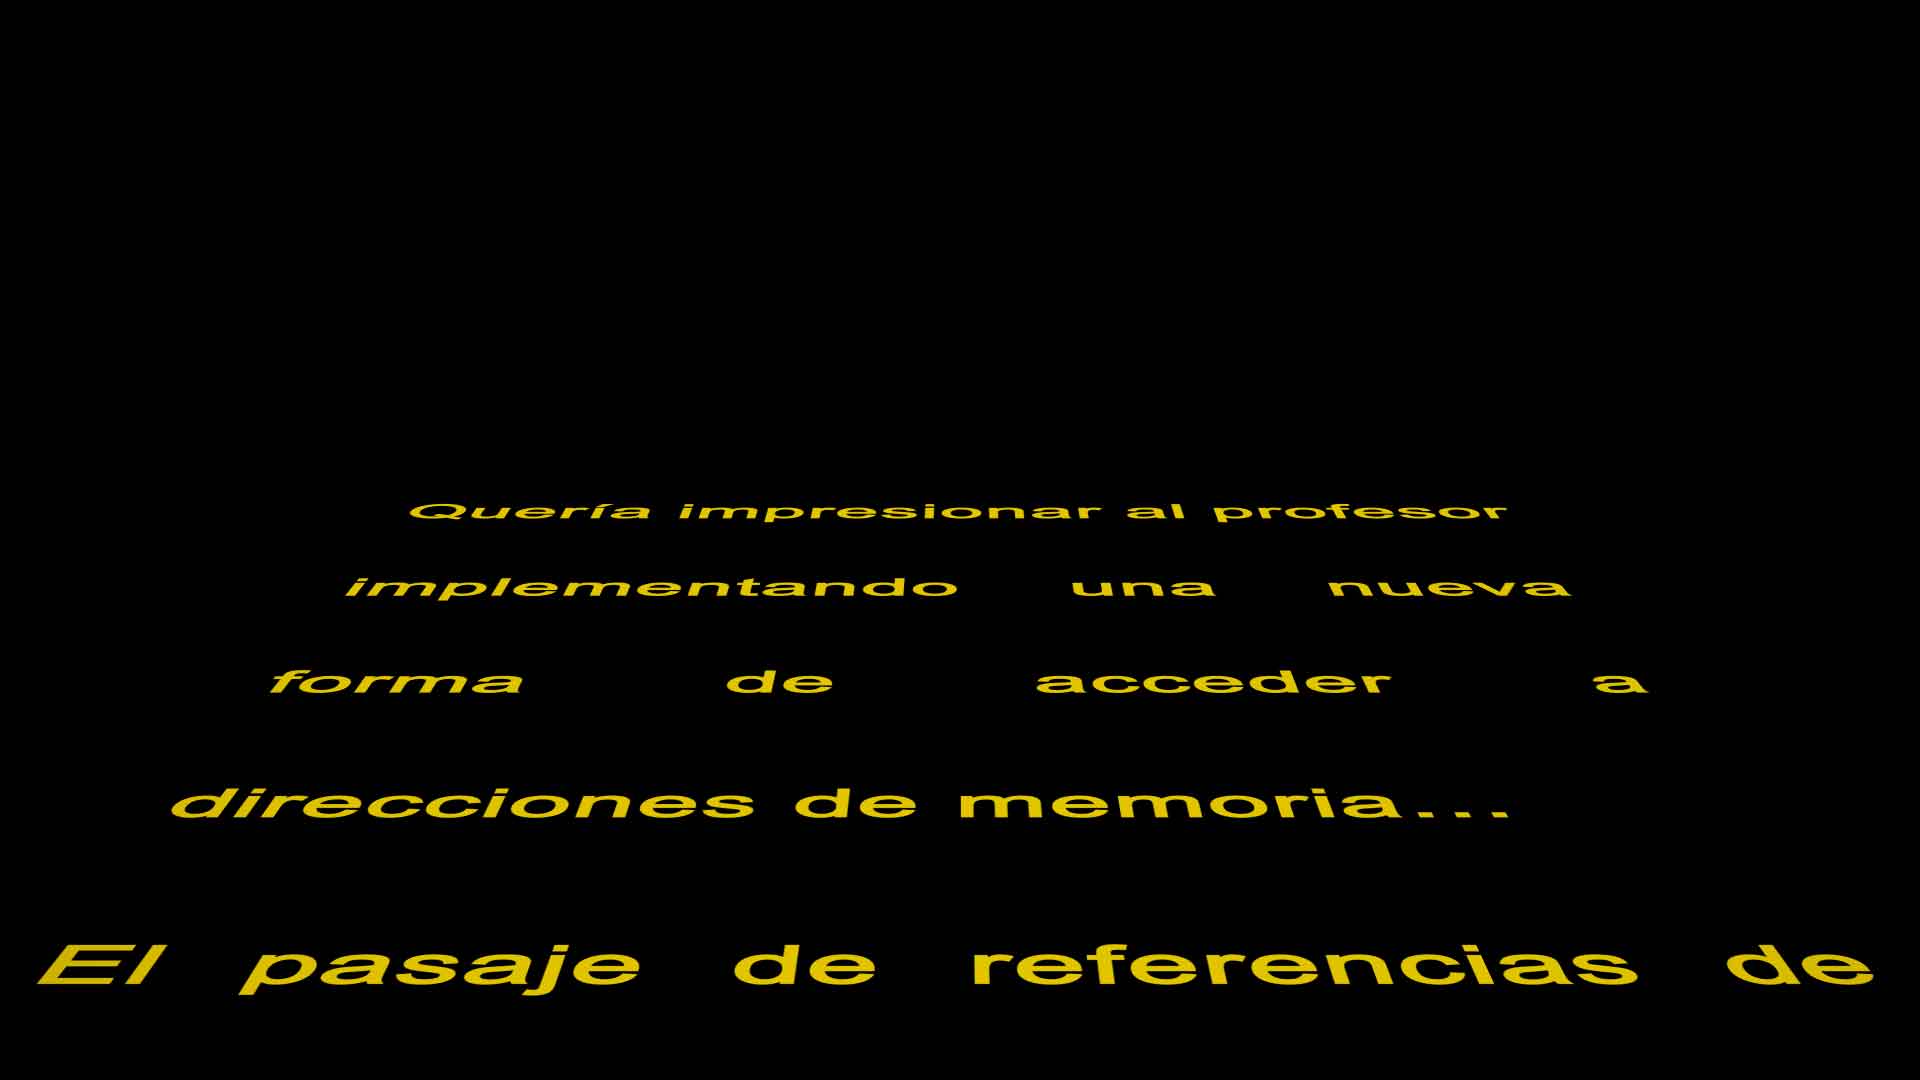 Quería impresionar al profesor
implementando una nueva
forma de acceder a
direcciones de memoria...
El pasaje de referencias de